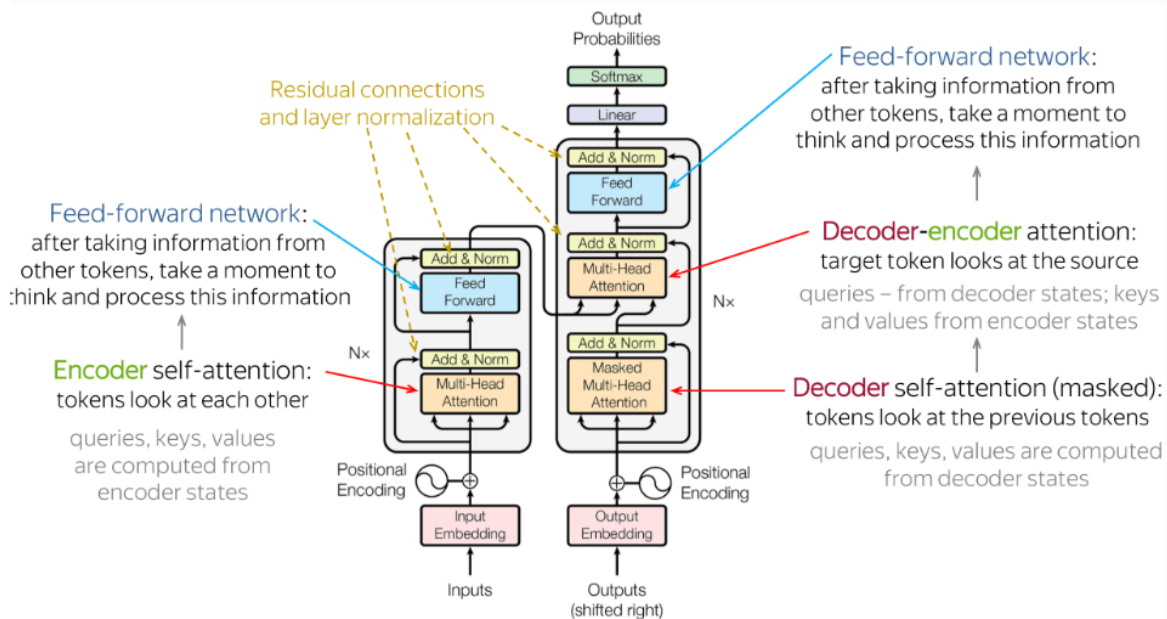 Output
Probabilities
Softmax
Linear
Add & Norm
Feed
Forward
Add & Norm
Multi-Head
Attention
Add & Norm
Masked
Multi-Head
Attention
Nx
Positional
Encoding
Output
Embedding
Outputs
(shifted right)
Residual connections
and layer normalization
Feed-forward network:
after taking information from
other tokens, take a moment to
think and process this information
Encoder self-attention:
tokens look at each other
queries, keys, values
are computed from
encoder states
Add & Norm
Feed
Forward
Nx
Add & Norm
Multi-Head
Attention
Positional
Encoding
Input
Embedding
Inputs
Feed-forward network:
after taking information from
other tokens, take a moment to
think and process this information
Decoder-encoder attention:
target token looks at the source
queries – from decoder states; keys
and values from encoder states
Decoder self-attention (masked):
tokens look at the previous tokens
queries, keys, values are computed
from decoder states